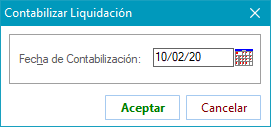 Contabilizar Liquidación
Fecha de Contabilización: 10/02/20
Aceptar Cancelar